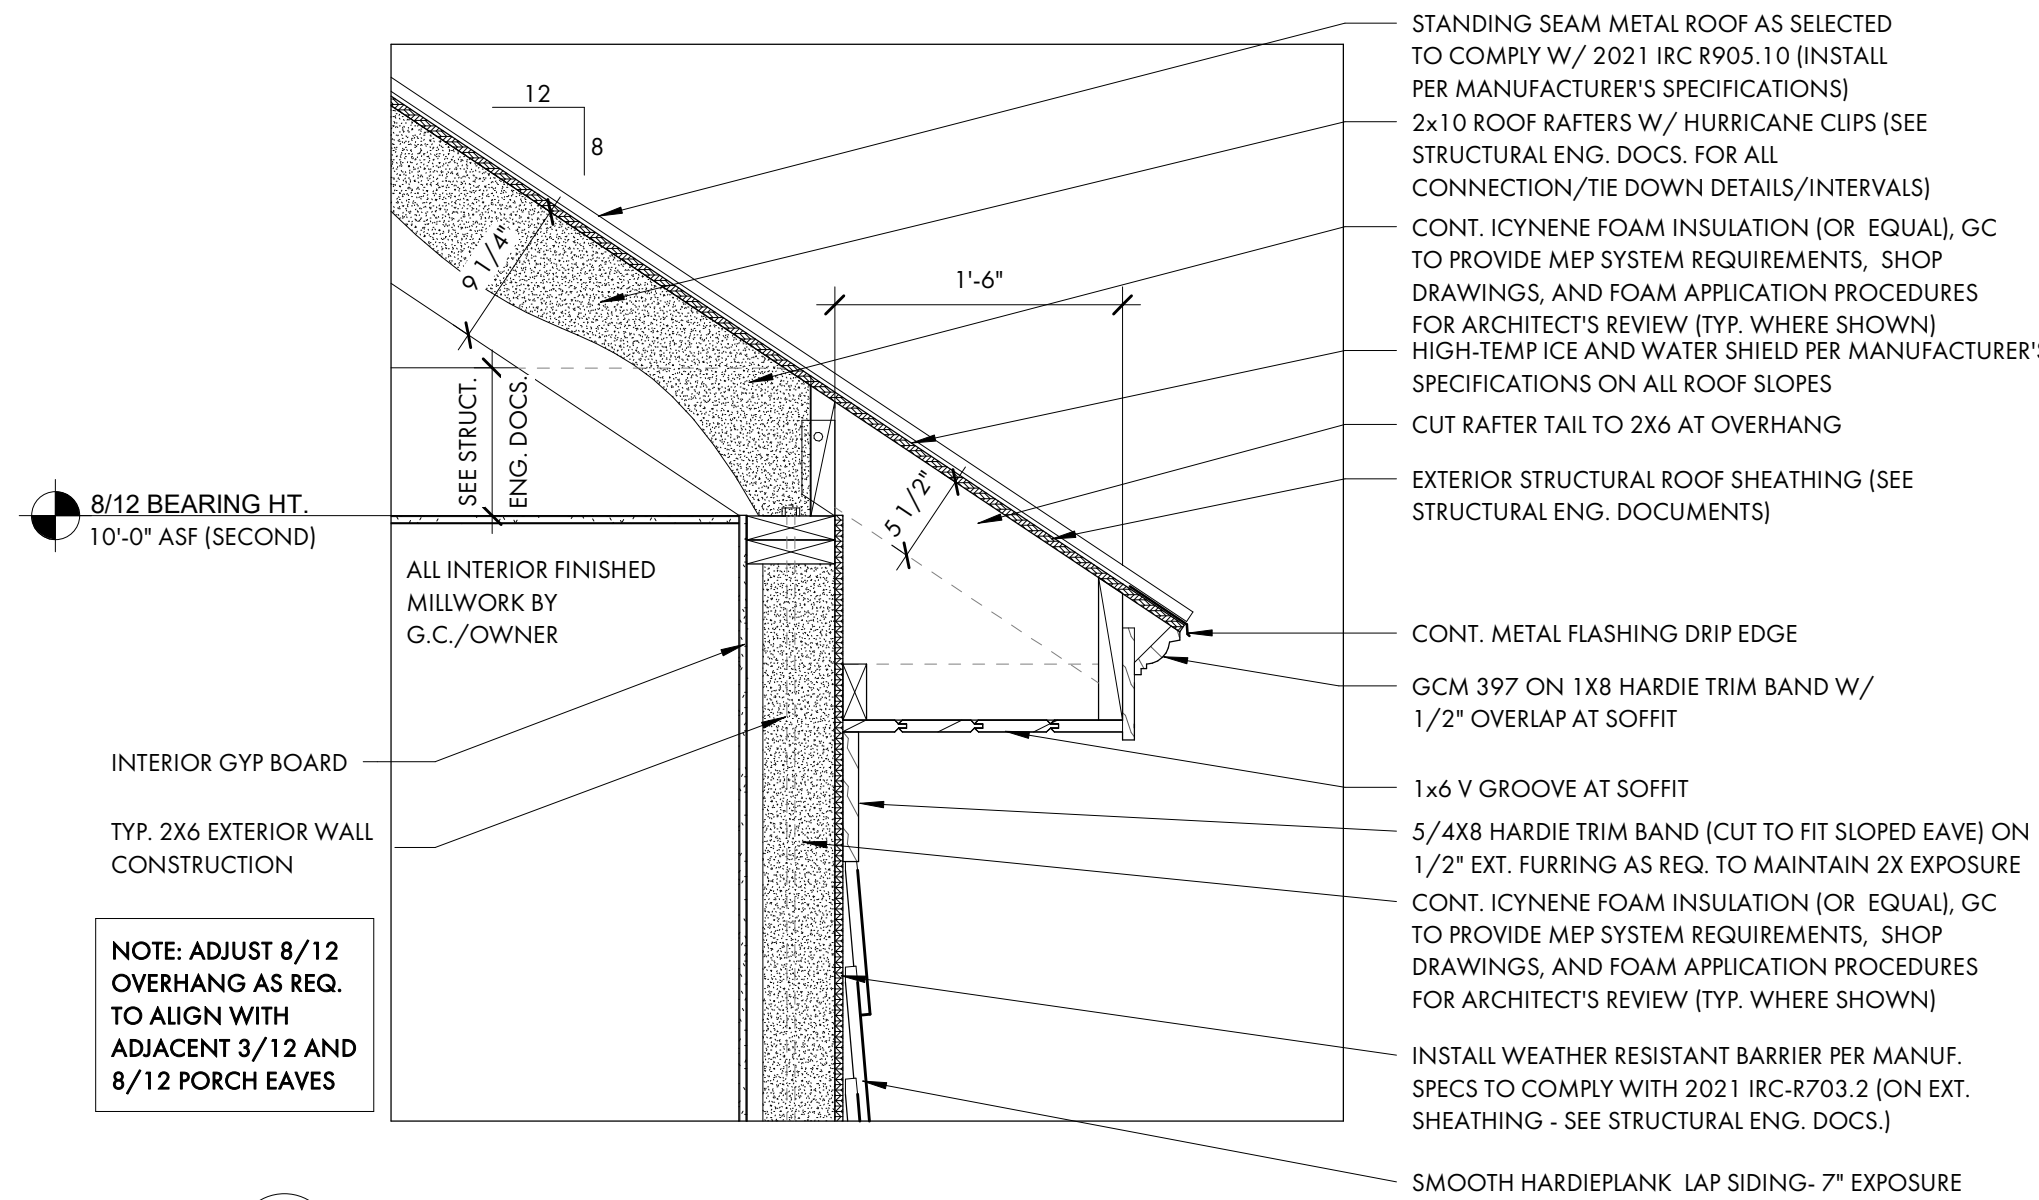 STANDING SEAM METAL ROOF AS SELECTED
TO COMPLY W/ 2021 IRC R905.10 (INSTALL
PER MANUFACTURER'S SPECIFICATIONS)
2x10 ROOF RAFTERS W/ HURRICANE CLIPS (SEE
STRUCTURAL ENG. DOCS. FOR ALL
CONNECTION/TIE DOWN DETAILS/INTERVALS)
CONT. ICYNENE FOAM INSULATION (OR EQUAL), GC
TO PROVIDE MEP SYSTEM REQUIREMENTS, SHOP
DRAWINGS, AND FOAM APPLICATION PROCEDURES
FOR ARCHITECT'S REVIEW (TYP. WHERE SHOWN)
HIGH-TEMP ICE AND WATER SHIELD PER MANUFACTURER'S
SPECIFICATIONS ON ALL ROOF SLOPES
CUT RAFTER TAIL TO 2X6 AT OVERHANG
EXTERIOR STRUCTURAL ROOF SHEATHING (SEE
STRUCTURAL ENG. DOCUMENTS)
CONT. METAL FLASHING DRIP EDGE
GCM 397 ON 1X8 HARDIE TRIM BAND W/
1/2" OVERLAP AT SOFFIT
1x6 V GROOVE AT SOFFIT
5/4X8 HARDIE TRIM BAND (CUT TO FIT SLOPED EAVE) ON
1/2" EXT. FURRING AS REQ. TO MAINTAIN 2X EXPOSURE
CONT. ICYNENE FOAM INSULATION (OR EQUAL), GC
TO PROVIDE MEP SYSTEM REQUIREMENTS, SHOP
DRAWINGS, AND FOAM APPLICATION PROCEDURES
FOR ARCHITECT'S REVIEW (TYP. WHERE SHOWN)
INSTALL WEATHER RESISTANT BARRIER PER MANUF.
SPECS TO COMPLY WITH 2021 IRC-R703.2 (ON EXT.
SHEATHING - SEE STRUCTURAL ENG. DOCS.)
SMOOTH HARDIEPLANK LAP SIDING- 7" EXPOSURE
12
8
9 1/4"
1'-6"
5 1/2"
SEE STRUCT.
ENG. DOCS.
8/12 BEARING HT.
10'-0" ASF (SECOND)
ALL INTERIOR FINISHED
MILLWORK BY
G.C./OWNER
INTERIOR GYP BOARD
TYP. 2X6 EXTERIOR WALL
CONSTRUCTION
NOTE: ADJUST 8/12
OVERHANG AS REQ.
TO ALIGN WITH
ADJACENT 3/12 AND
8/12 PORCH EAVES